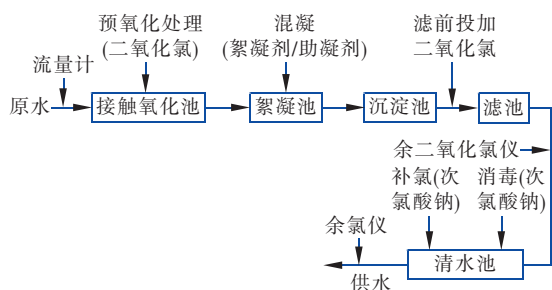 预氧化处理
(二氧化氯)
混凝
(絮凝剂/助凝剂)
滤前投加
二氧化氯
流量计
原水
接触氧化池
絮凝池
沉淀池
滤池
余二氧化氯仪
补氯(次
氯酸钠)
消毒(次
氯酸钠)
余氯仪
清水池
供水